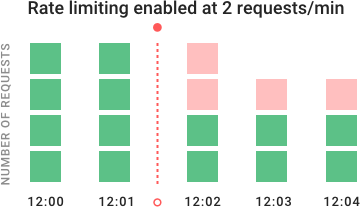 Rate limiting enabled at 2 requests/min
NUMBER OF REQUESTS
12:00 12:01 12:02 12:03 12:04